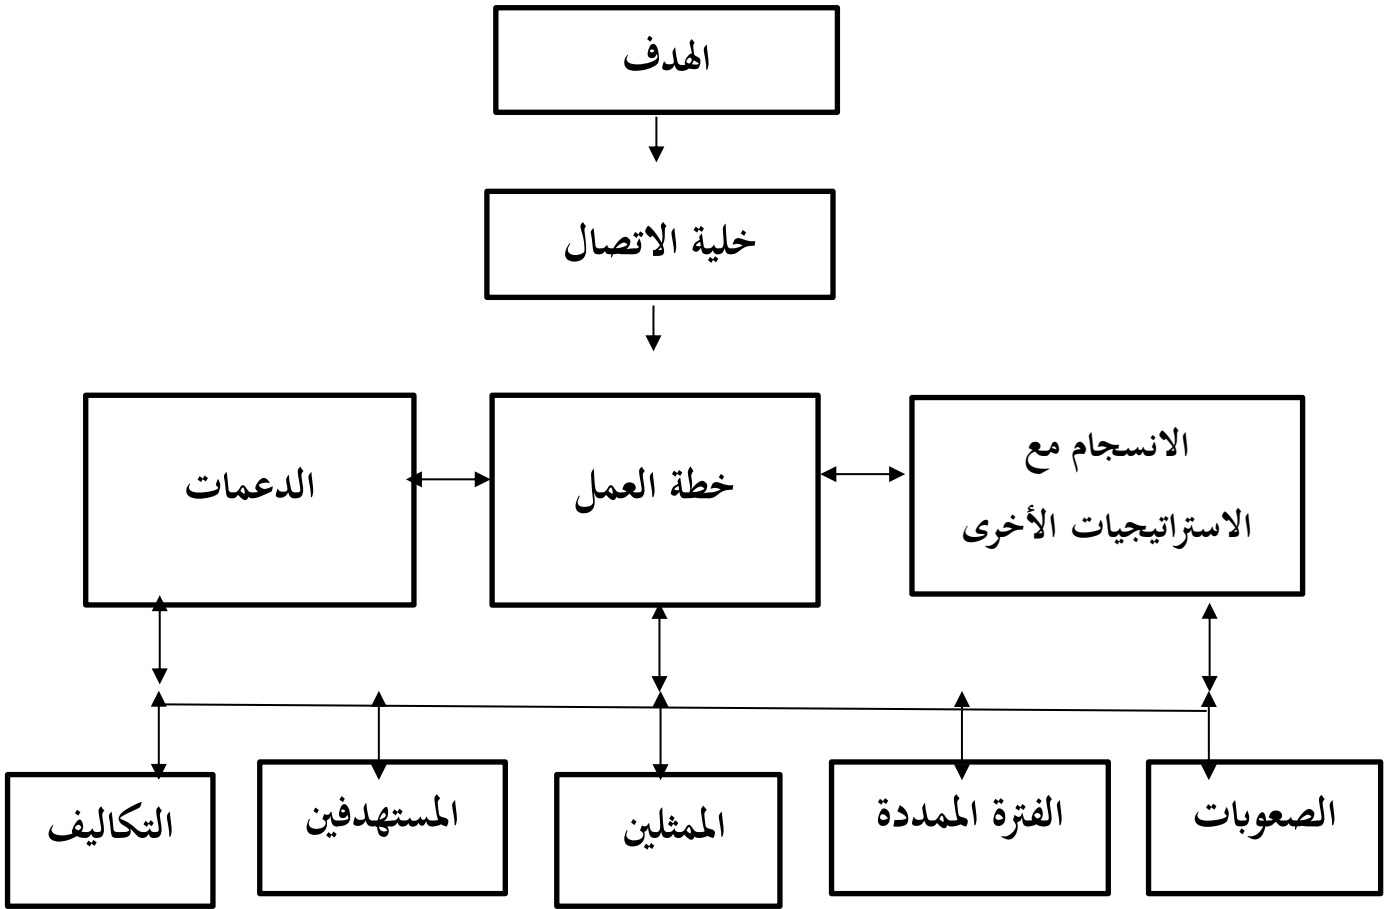 الهدف
خلية الاتصال
الانسجام مع
الاستراتيجيات الأخرى
خطة العمل
الدعمات
الصعوبات
الفترة الممددة
الممثلين
المستهدفين
التكاليف